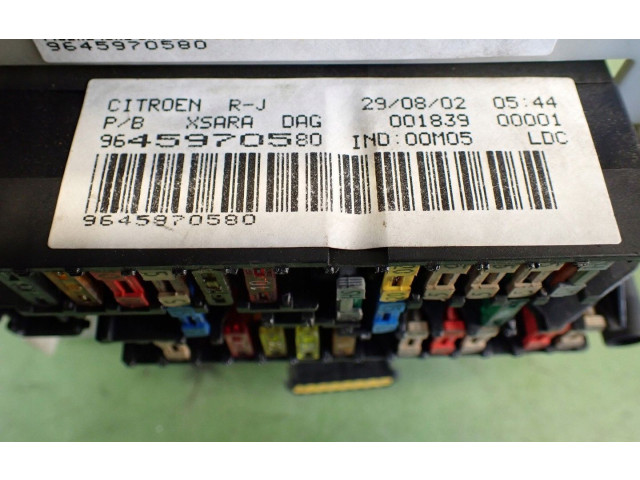 9645970580
CITROEN R-J 29/08/02 05:44
P/B XSARA DAG 001839 00001
9645970580 IND:00M05 LDC
9645970580